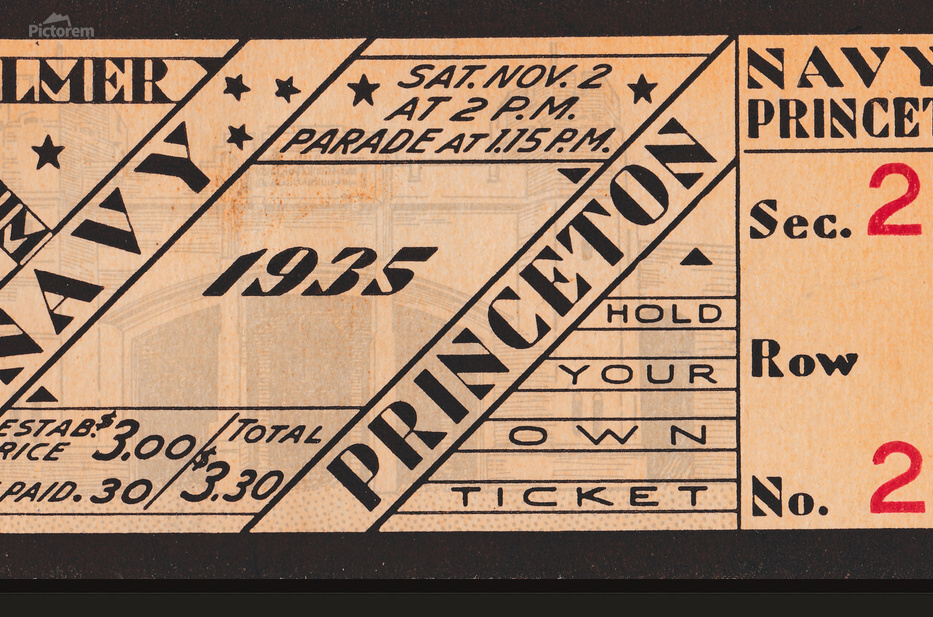 Pictorem
LMER
UM
NAVY
SAT. NOV. 2
AT 2 P.M.
PARADE AT 1.15 P.M.
1935
PRINCETON
HOLD
YOUR
OWN
TICKET
ESTAB.
RICE
$3.00
PAID. .30
TOTAL
$3.30
NAVY
PRINCET
Sec. 2
Row
No. 2